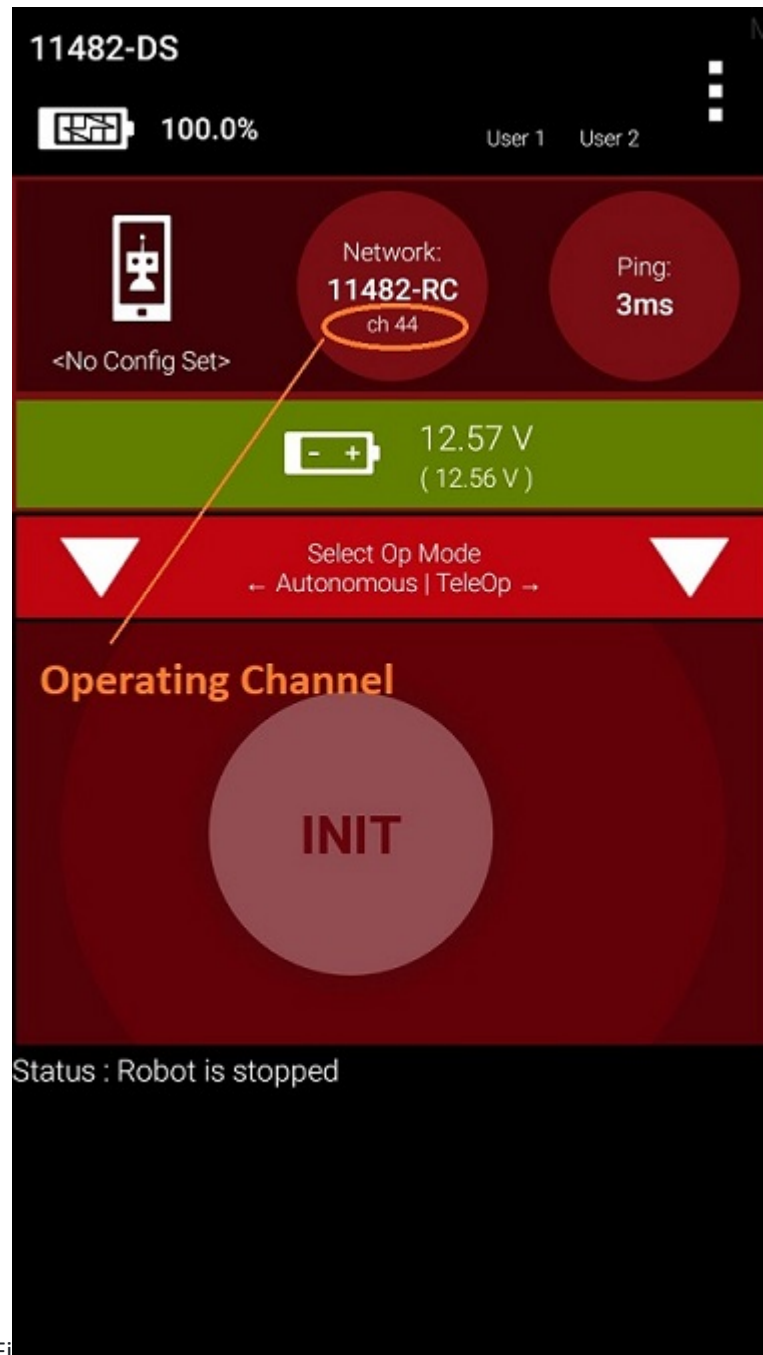 11482-DS
100.0%
User 1 User 2
Network:
11482-RC
ch 44
Ping:
3ms
<No Config Set>
12.57 V
( 12.56 V )
Select Op Mode
← Autonomous | TeleOp →
Operating Channel
INIT
Status : Robot is stopped